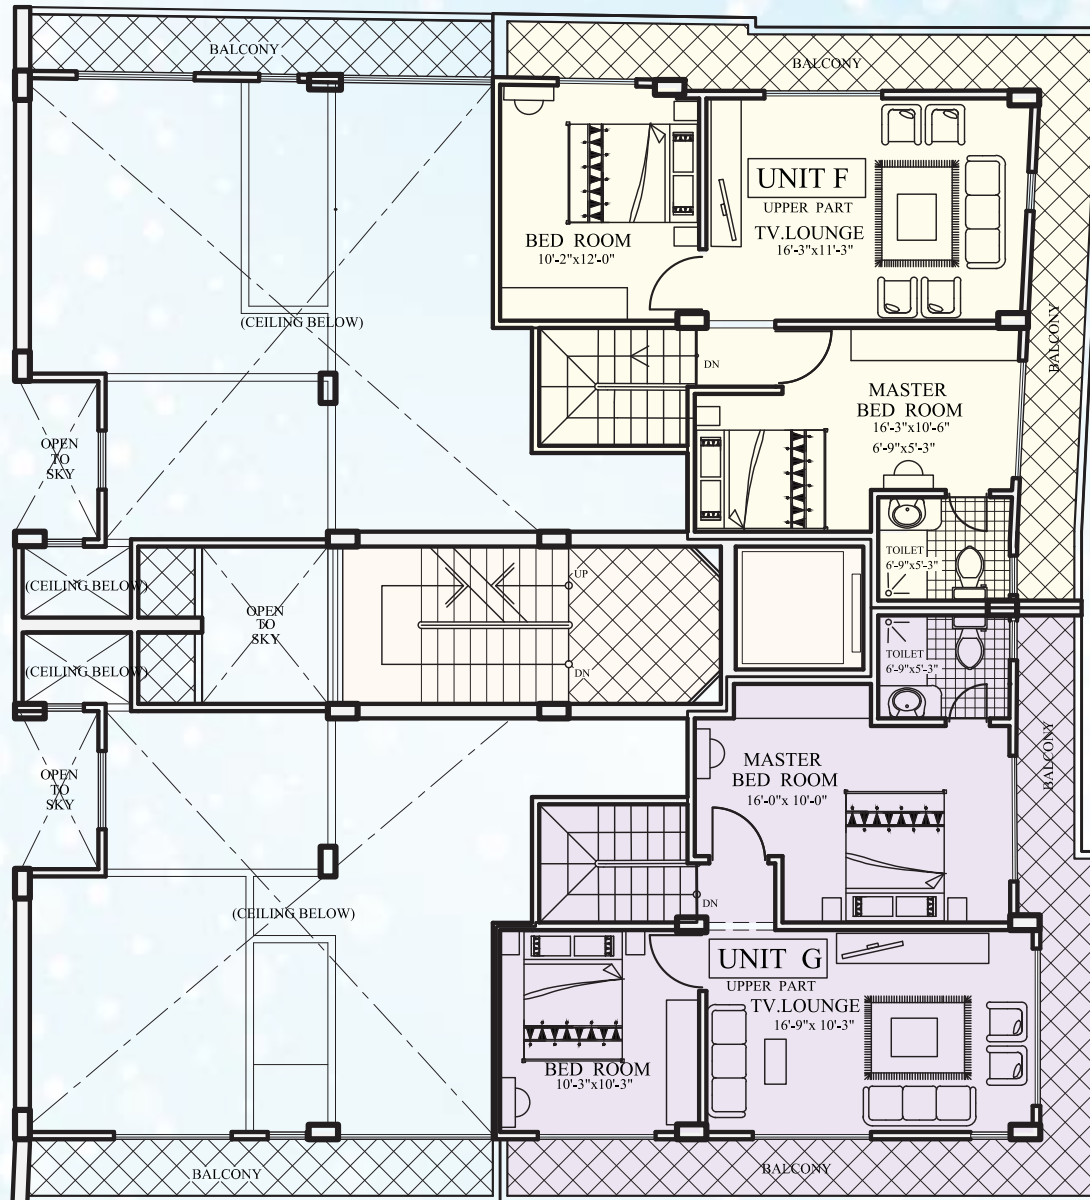 BALCONY
BALCONY
UNIT F
UPPER PART
TV.LOUNGE
16'-3"x11'-3"
BED ROOM
10'-2"x12'-0"
(CEILING BELOW)
BALCONY
DN
MASTER
BED ROOM
16'-3"x10'-6"
6'-9"x5'-3"
OPEN
TO
SKY
TOILET
6'-9"x5'-3"
(CEILING BELOW)
UP
OPEN
TO
SKY
TOILET
6'-9"x5'-3"
(CEILING BELOW)
DN
BALCONY
MASTER
BED ROOM
16'-0"x 10'-0"
OPEN
TO
SKY
DN
(CEILING BELOW)
UNIT G
UPPER PART
TV.LOUNGE
16'-9"x 10'-3"
BED ROOM
10'-3"x10'-3"
BALCONY
BALCONY